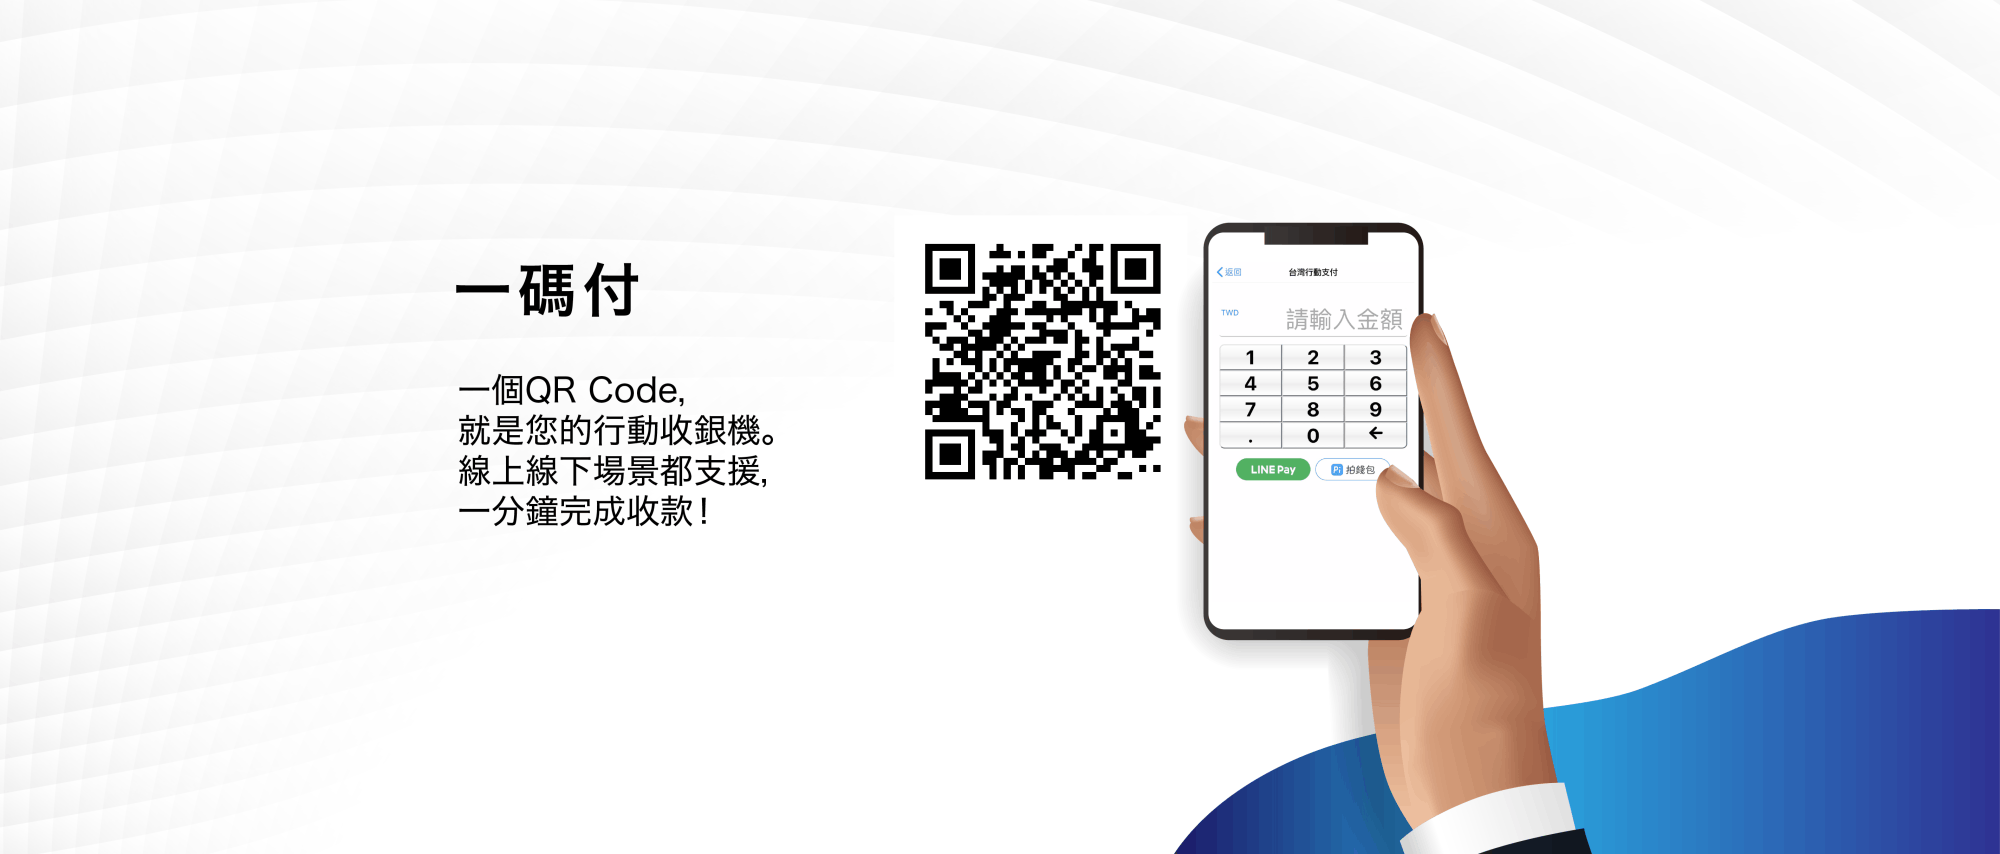 一碼付
一個QR Code,
就是您的行動收銀機。
線上線下場景都支援,
一分鐘完成收款!
返回
台灣行動支付
TWD
請輸入金額
1 2 3
4 5 6
7 8 9
. 0 ←
LINE Pay
Pi 拍錢包